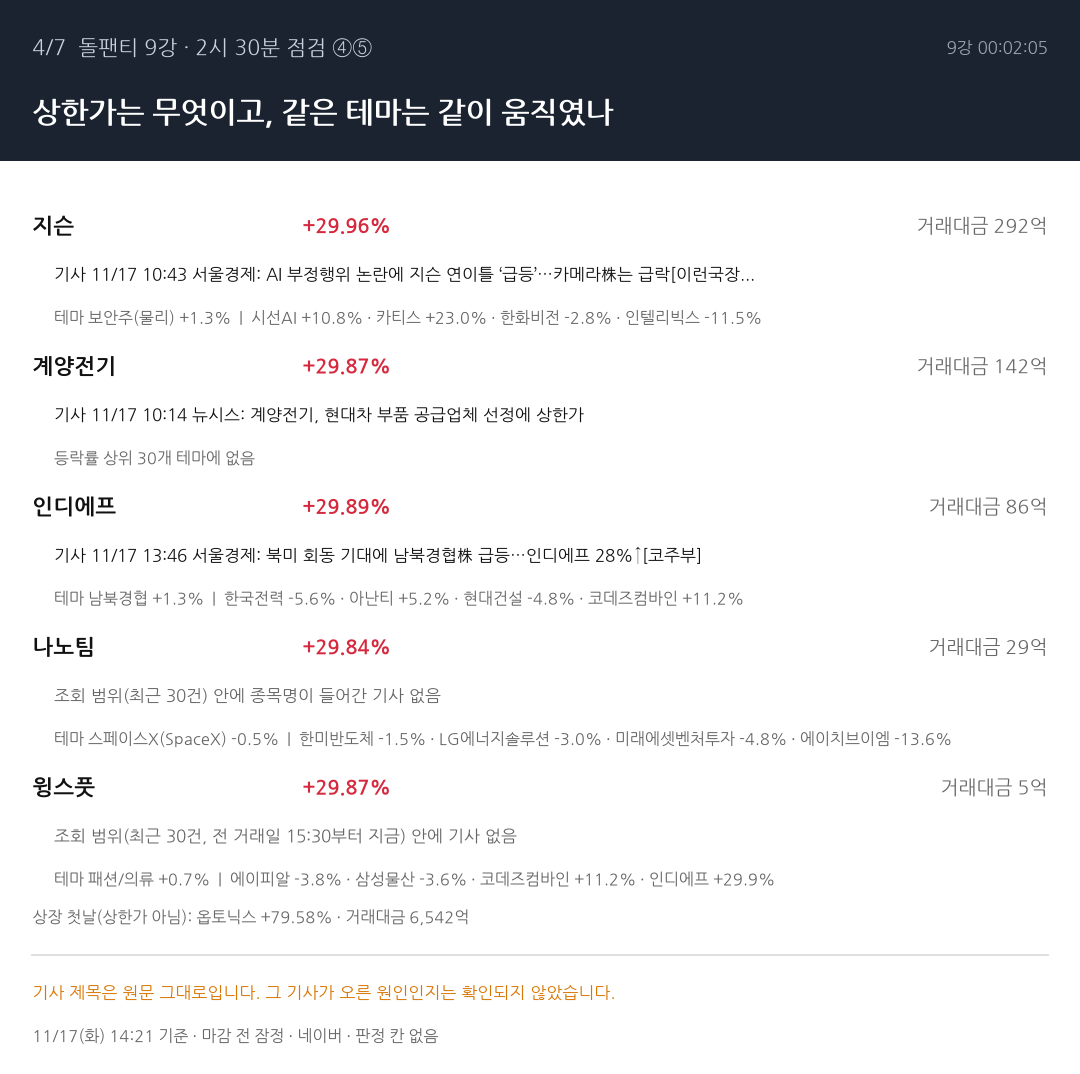 4/7 돌팬티 9강 · 2시 30분 점검 ④⑤
9강 00:02:05
상한가는 무엇이고, 같은 테마는 같이 움직였나
지슨 +29.96% 거래대금 292억
기사 11/17 10:43 서울경제: AI 부정행위 논란에 지슨 연이틀 ‘급등’…카메라株는 급락[이런국장...
테마 보안주(물리) +1.3% | 시선AI +10.8% · 카티스 +23.0% · 한화비전 -2.8% · 인텔리빅스 -11.5%
계양전기 +29.87% 거래대금 142억
기사 11/17 10:14 뉴시스: 계양전기, 현대차 부품 공급업체 선정에 상한가
등락률 상위 30개 테마에 없음
인디에프 +29.89% 거래대금 86억
기사 11/17 13:46 서울경제: 북미 회동 기대에 남북경협株 급등…인디에프 28%↑[코주부]
테마 남북경협 +1.3% | 한국전력 -5.6% · 아난티 +5.2% · 현대건설 -4.8% · 코데즈컴바인 +11.2%
나노팀 +29.84% 거래대금 29억
조회 범위(최근 30건) 안에 종목명이 들어간 기사 없음
테마 스페이스X(SpaceX) -0.5% | 한미반도체 -1.5% · LG에너지솔루션 -3.0% · 미래에셋벤처투자 -4.8% · 에이치브이엠 -13.6%
윙스풋 +29.87% 거래대금 5억
조회 범위(최근 30건, 전 거래일 15:30부터 지금) 안에 기사 없음
테마 패션/의류 +0.7% | 에이피알 -3.8% · 삼성물산 -3.6% · 코데즈컴바인 +11.2% · 인디에프 +29.9%
상장 첫날(상한가 아님): 옵토닉스 +79.58% · 거래대금 6,542억
기사 제목은 원문 그대로입니다. 그 기사가 오른 원인인지는 확인되지 않았습니다.
11/17(화) 14:21 기준 · 마감 전 잠정 · 네이버 · 판정 칸 없음